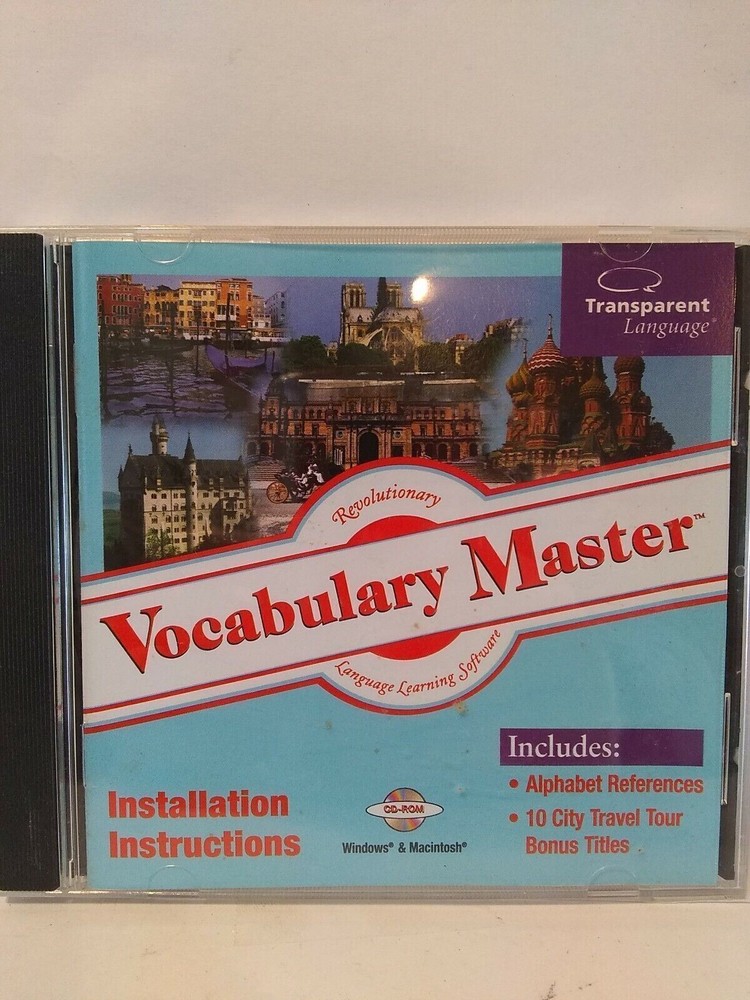 Transparent
Language®
Revolutionary
Vocabulary Master™
Language Learning Software
Includes:
• Alphabet References
• 10 City Travel Tour
Bonus Titles
Installation
Instructions
CD-ROM
Windows® & Macintosh®